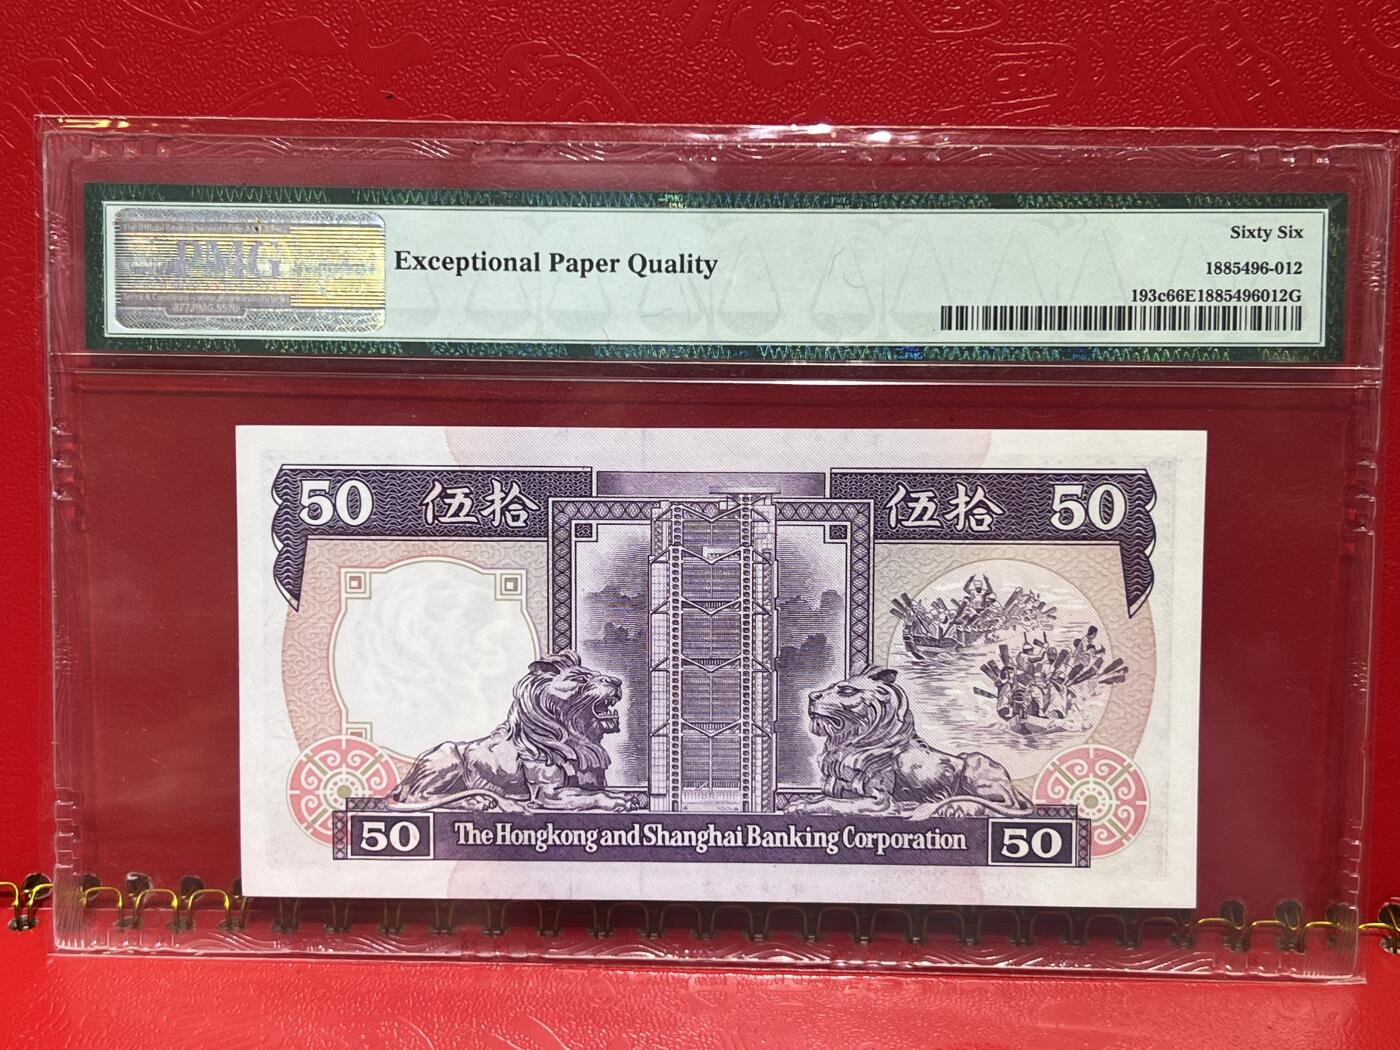 Sixty Six
Exceptional Paper Quality
1885496-012
193c66E1885496012G
PMG
50 伍拾 伍拾 50
50 The Hongkong and Shanghai Banking Corporation 50